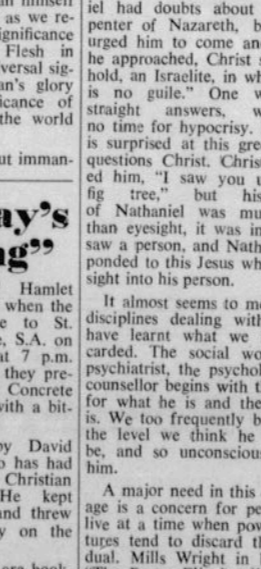 as we re-
ignificance
Flesh in
versal sig-
an's glory
icance of
the world
ut imman-
ay's
ng”
Hamlet
when the
e to St.
e, S.A. on
at 7 p.m.
they pre-
Concrete
with a bit-
by David
o has had
Christian
He kept
and threw
y on the
iel had doubts about
penter of Nazareth, b
urged him to come an
he approached, Christ s
hold, an Israelite, in wh
is no guile.” One w
straight answers, w
no time for hypocrisy.
is surprised at this gre
questions Christ. Chris
ed him, “I saw you u
fig tree,” but his
of Nathaniel was mu
than eyesight, it was in
saw a person, and Nath
ponded to this Jesus wh
sight into his person.
It almost seems to me
disciplines dealing with
have learnt what we
carded. The social wo
psychiatrist, the psychol
counsellor begins with t
for what he is and the
is. We too frequently b
the level we think he
be, and so unconscious
him.
A major need in this
age is a concern for pe
live at a time when pow
tures tend to discard th
dual. Mills Wright in